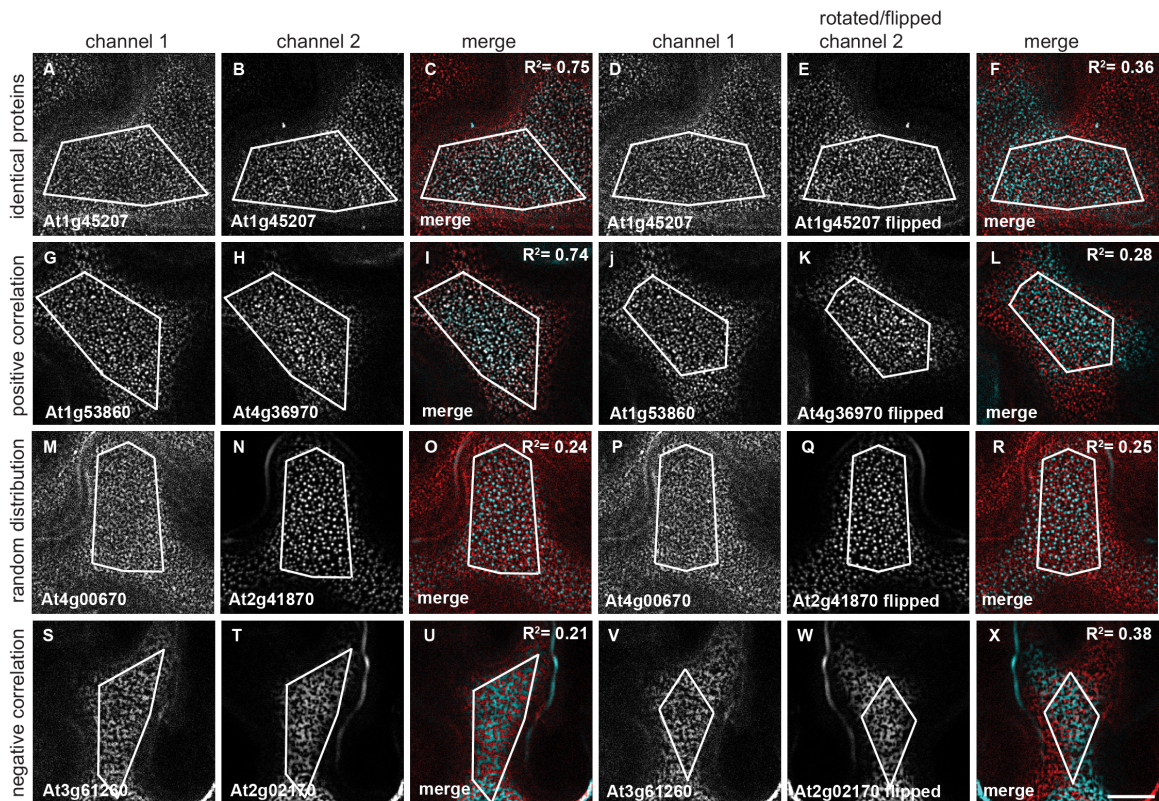 rotated/flipped
channel 1 channel 2 merge channel 1 channel 2 merge
identical proteins
A B C R²= 0.75 D E F R²= 0.36
At1g45207 At1g45207 merge At1g45207 At1g45207 flipped merge
positive correlation
G H I R²= 0.74 j K L R²= 0.28
At1g53860 At4g36970 merge At1g53860 At4g36970 flipped merge
random distribution
M N O R²= 0.24 P Q R R²= 0.25
At4g00670 At2g41870 merge At4g00670 At2g41870 flipped merge
negative correlation
S T U R²= 0.21 V W X R²= 0.38
At3g61260 At2g02170 merge At3g61260 At2g02170 flipped merge